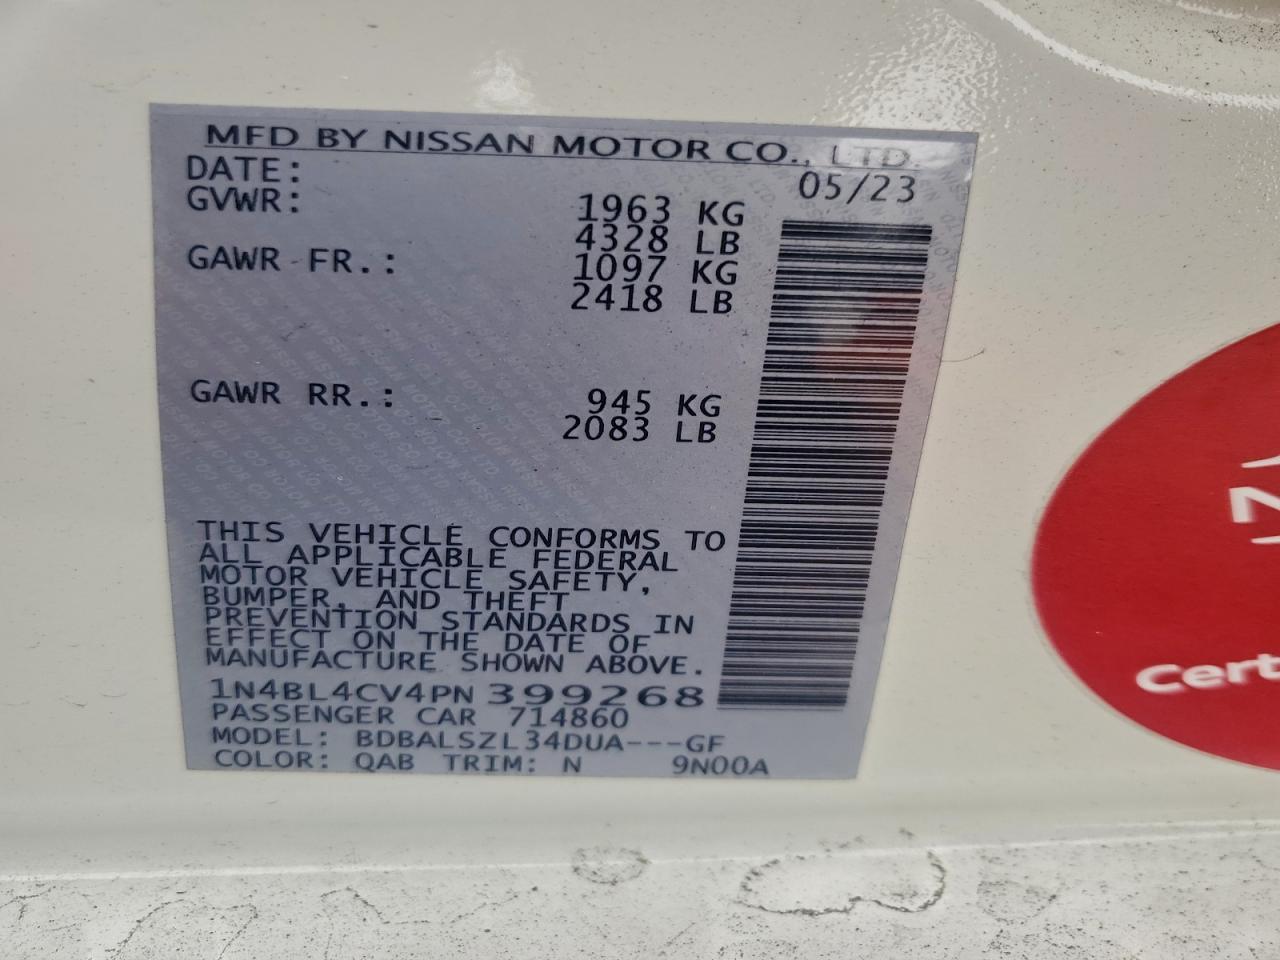 MFD BY NISSAN MOTOR CO., LTD.
DATE: 05/23
GVWR: 1963 KG
4328 LB
GAWR FR.: 1097 KG
2418 LB
GAWR RR.: 945 KG
2083 LB
THIS VEHICLE CONFORMS TO
ALL APPLICABLE FEDERAL
MOTOR VEHICLE SAFETY,
BUMPER, AND THEFT
PREVENTION STANDARDS IN
EFFECT ON THE DATE OF
MANUFACTURE SHOWN ABOVE.
1N4BL4CV4PN 399268
PASSENGER CAR 714860
MODEL: BDBALSZL34DUA---GF
COLOR: QAB TRIM: N 9N00A
Cert